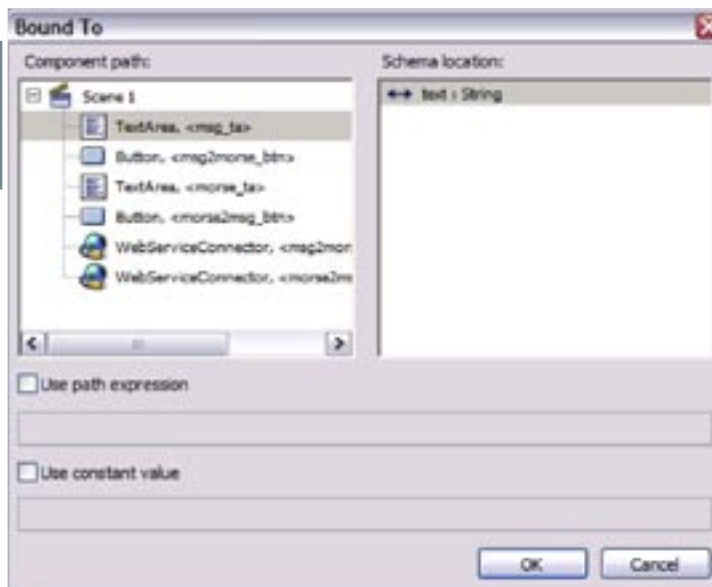 Bound To
Component path:
Schema location:
Scene 1
TextArea, <msg_ta>
Button, <msg2morse_btn>
TextArea, <morse_ta>
Button, <morse2msg_btn>
WebServiceConnector, <msg2mor
WebServiceConnector, <morse2ms
text : String
Use path expression
Use constant value
OK
Cancel